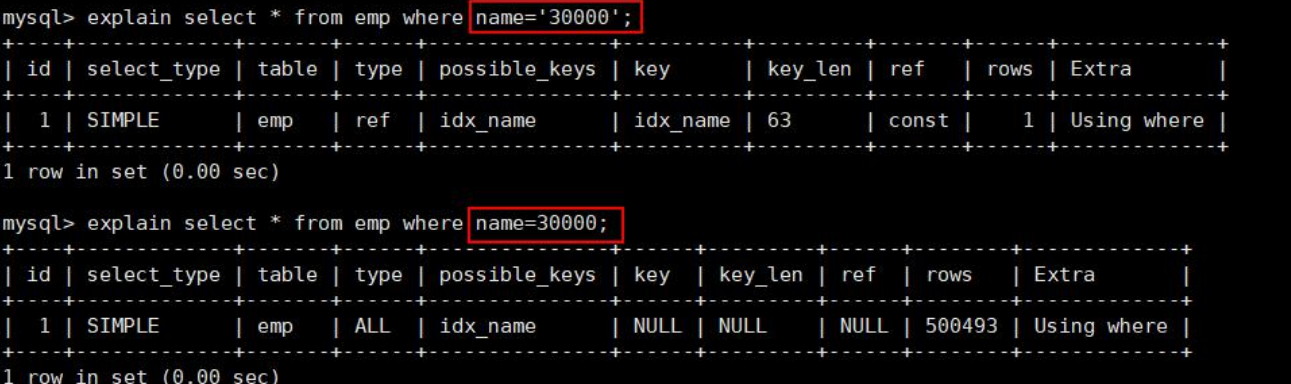 mysql> explain select * from emp where name='30000';
+----+-------------+-------+------+---------------+----------+---------+-------+------+-------------+
| id | select_type | table | type | possible_keys | key      | key_len | ref   | rows | Extra       |
+----+-------------+-------+------+---------------+----------+---------+-------+------+-------------+
|  1 | SIMPLE      | emp   | ref  | idx_name      | idx_name | 63      | const |    1 | Using where |
+----+-------------+-------+------+---------------+----------+---------+-------+------+-------------+
1 row in set (0.00 sec)
mysql> explain select * from emp where name=30000;
+----+-------------+-------+------+---------------+------+---------+------+--------+-------------+
| id | select_type | table | type | possible_keys | key  | key_len | ref  | rows   | Extra       |
+----+-------------+-------+------+---------------+------+---------+------+--------+-------------+
|  1 | SIMPLE      | emp   | ALL  | idx_name      | NULL | NULL    | NULL | 500493 | Using where |
+----+-------------+-------+------+---------------+------+---------+------+--------+-------------+
1 row in set (0.00 sec)